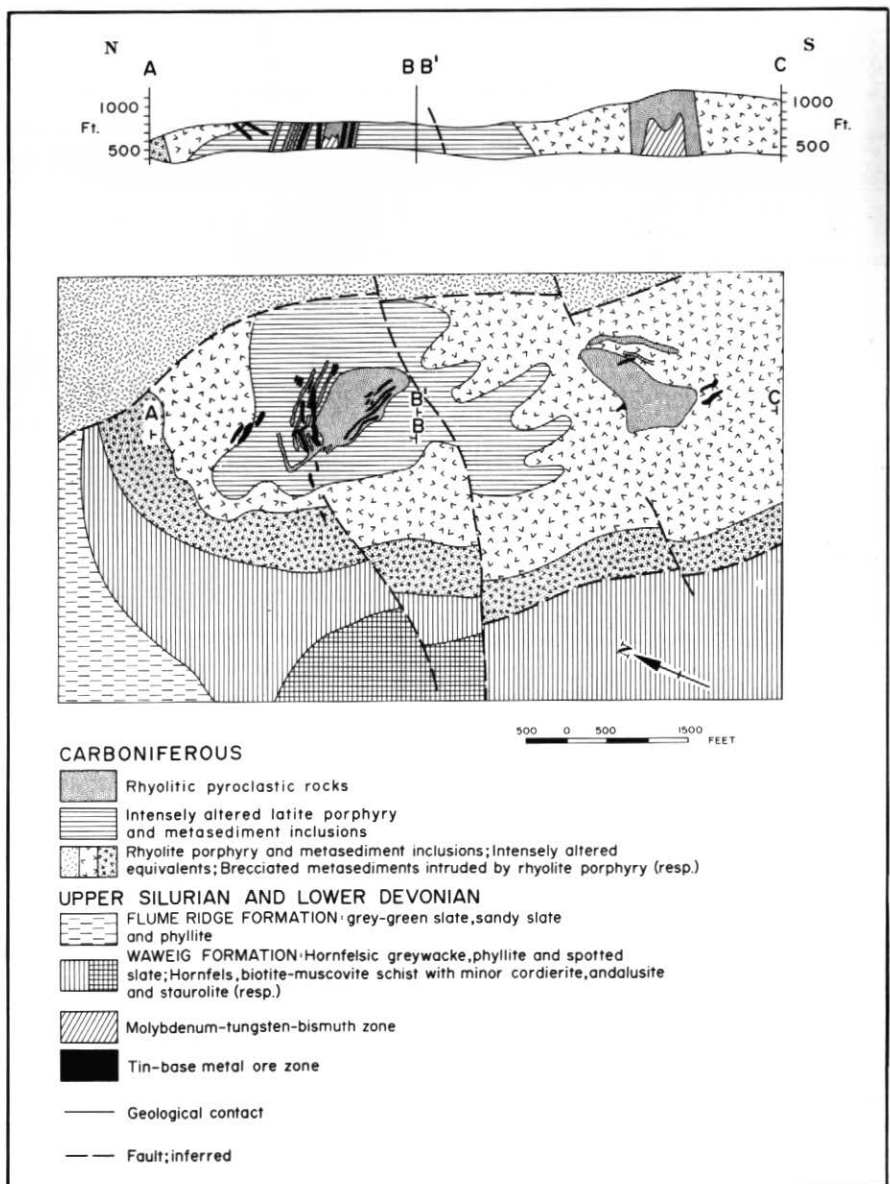 N S
A B B' C
1000 1000
Ft. Ft.
500 500
A B' C
B
N
500 0 500 1500 FEET
CARBONIFEROUS
Rhyolitic pyroclastic rocks
Intensely altered latite porphyry
and metasediment inclusions
Rhyolite porphyry and metasediment inclusions; Intensely altered
equivalents; Brecciated metasediments intruded by rhyolite porphyry (resp.)
UPPER SILURIAN AND LOWER DEVONIAN
FLUME RIDGE FORMATION: grey-green slate, sandy slate
and phyllite
WAWEIG FORMATION: Hornfelsic greywacke, phyllite and spotted
slate; Hornfels, biotite-muscovite schist with minor cordierite, andalusite
and staurolite (resp.)
Molybdenum-tungsten-bismuth zone
Tin-base metal ore zone
Geological contact
Fault; inferred